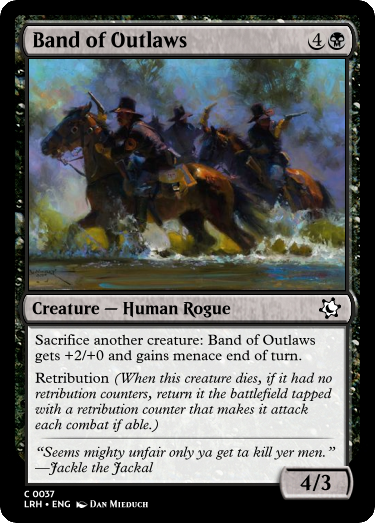 Band of Outlaws 4
Creature — Human Rogue
Sacrifice another creature: Band of Outlaws
gets +2/+0 and gains menace end of turn.
Retribution (When this creature dies, if it had no
retribution counters, return it the battlefield tapped
with a retribution counter that makes it attack
each combat if able.)
“Seems mighty unfair only ya get ta kill yer men.”
—Jackle the Jackal
4/3
C 0037
LRH • ENG Dan Mieduch